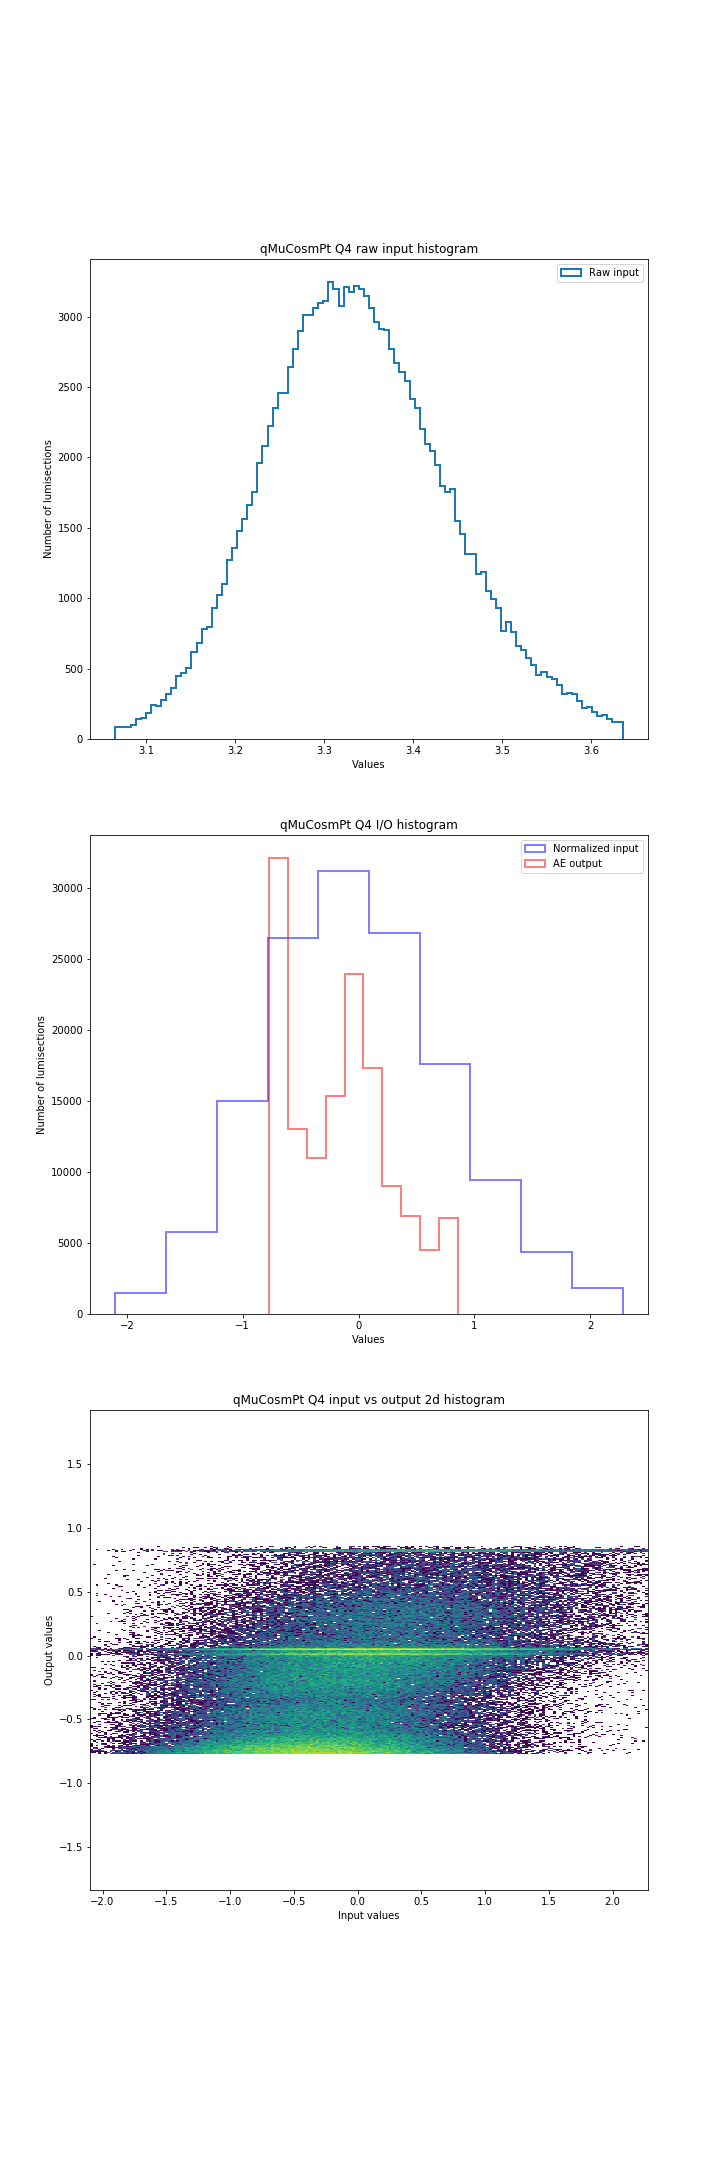 qMuCosmPt Q4 raw input histogram
Raw input
3000
2500
2000
1500
1000
500
0
3.1 3.2 3.3 3.4 3.5 3.6
Number of lumisections
Values
qMuCosmPt Q4 I/O histogram
Normalized input
AE output
30000
25000
20000
15000
10000
5000
0
−2 −1 0 1 2
Number of lumisections
Values
qMuCosmPt Q4 input vs output 2d histogram
1.5
1.0
0.5
0.0
−0.5
−1.0
−1.5
−2.0 −1.5 −1.0 −0.5 0.0 0.5 1.0 1.5 2.0
Output values
Input values